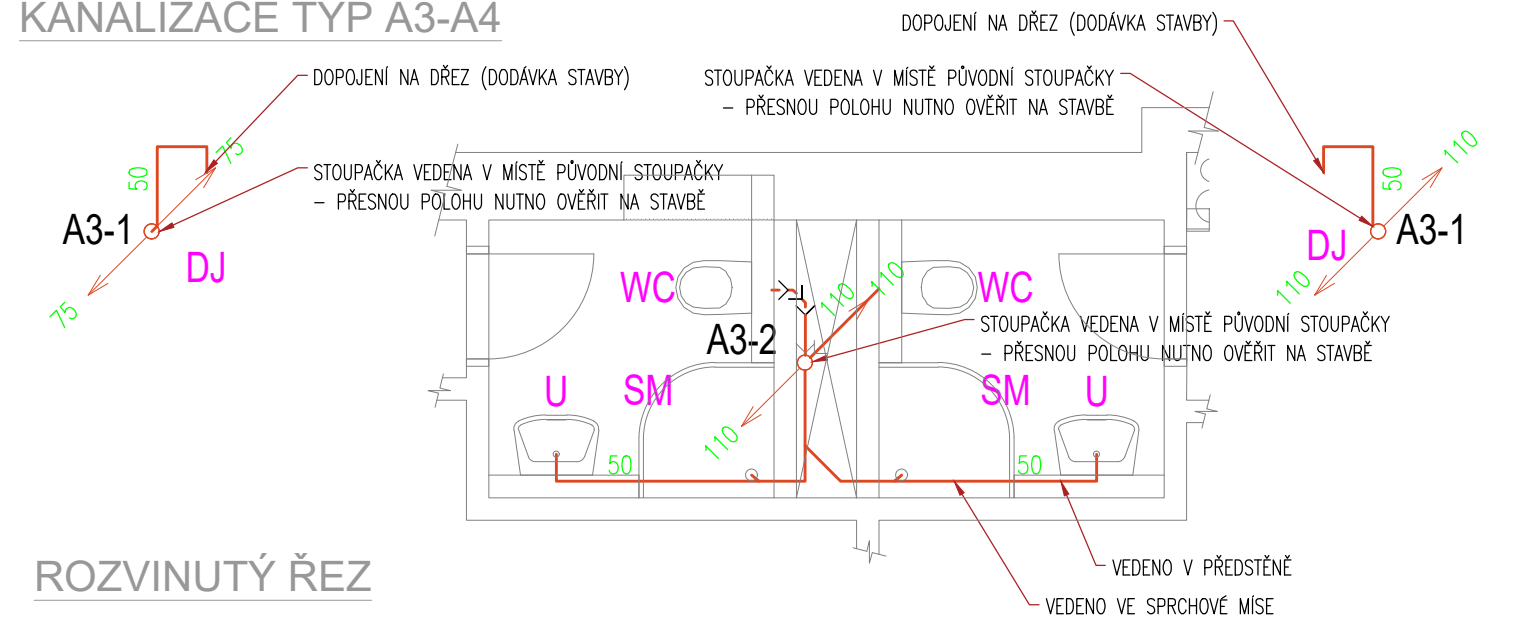 KANALIZACE TYP A3-A4
DOPOJENÍ NA DŘEZ (DODÁVKA STAVBY)
DOPOJENÍ NA DŘEZ (DODÁVKA STAVBY)
STOUPAČKA VEDENA V MÍSTĚ PŮVODNÍ STOUPAČKY
– PŘESNOU POLOHU NUTNO OVĚŘIT NA STAVBĚ
75
50
STOUPAČKA VEDENA V MÍSTĚ PŮVODNÍ STOUPAČKY
– PŘESNOU POLOHU NUTNO OVĚŘIT NA STAVBĚ
110
50
A3-1
DJ
75
A3-1
DJ
110
WC
WC
110
110
A3-2
STOUPAČKA VEDENA V MÍSTĚ PŮVODNÍ STOUPAČKY
– PŘESNOU POLOHU NUTNO OVĚŘIT NA STAVBĚ
U
SM
SM
U
110
50
50
VEDENO V PŘEDSTĚNĚ
VEDENO VE SPRCHOVÉ MÍSE
ROZVINUTÝ ŘEZ